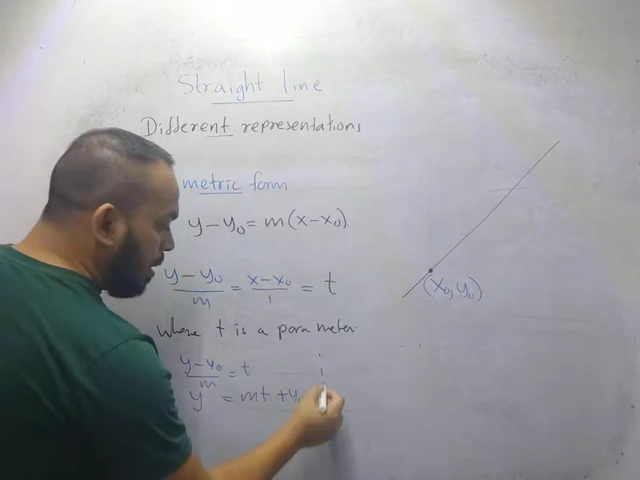 Straight line
Different representations
metric form
y-y₀ = m(x-x₀)
(x₀, y₀)
y-y₀/m = x-x₀/1 = t
Where t is a parameter.
y-y₀/m = t
y = mt + y₀